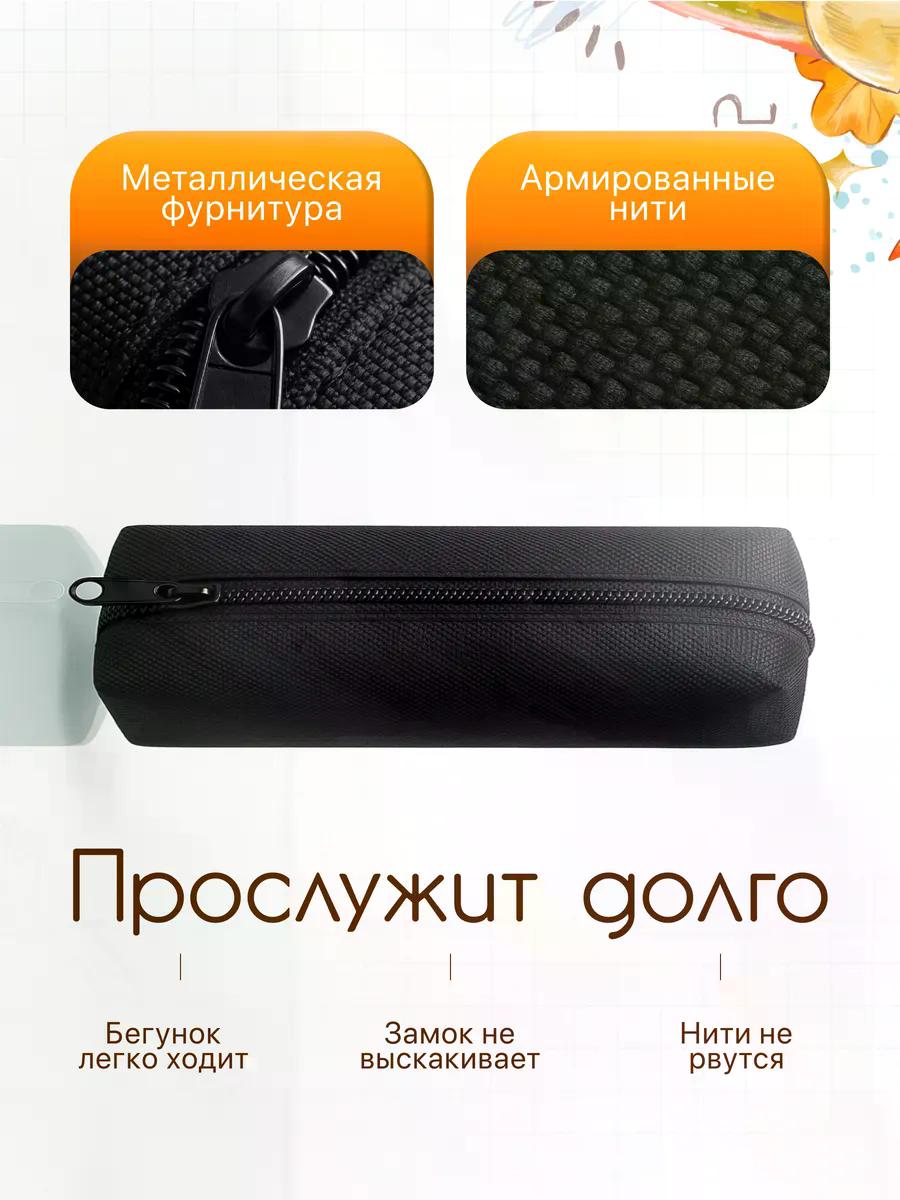 Металлическая
фурнитура
Армированные
нити
Прослужит долго
Бегунок
легко ходит
Замок не
выскакивает
Нити не
рвутся